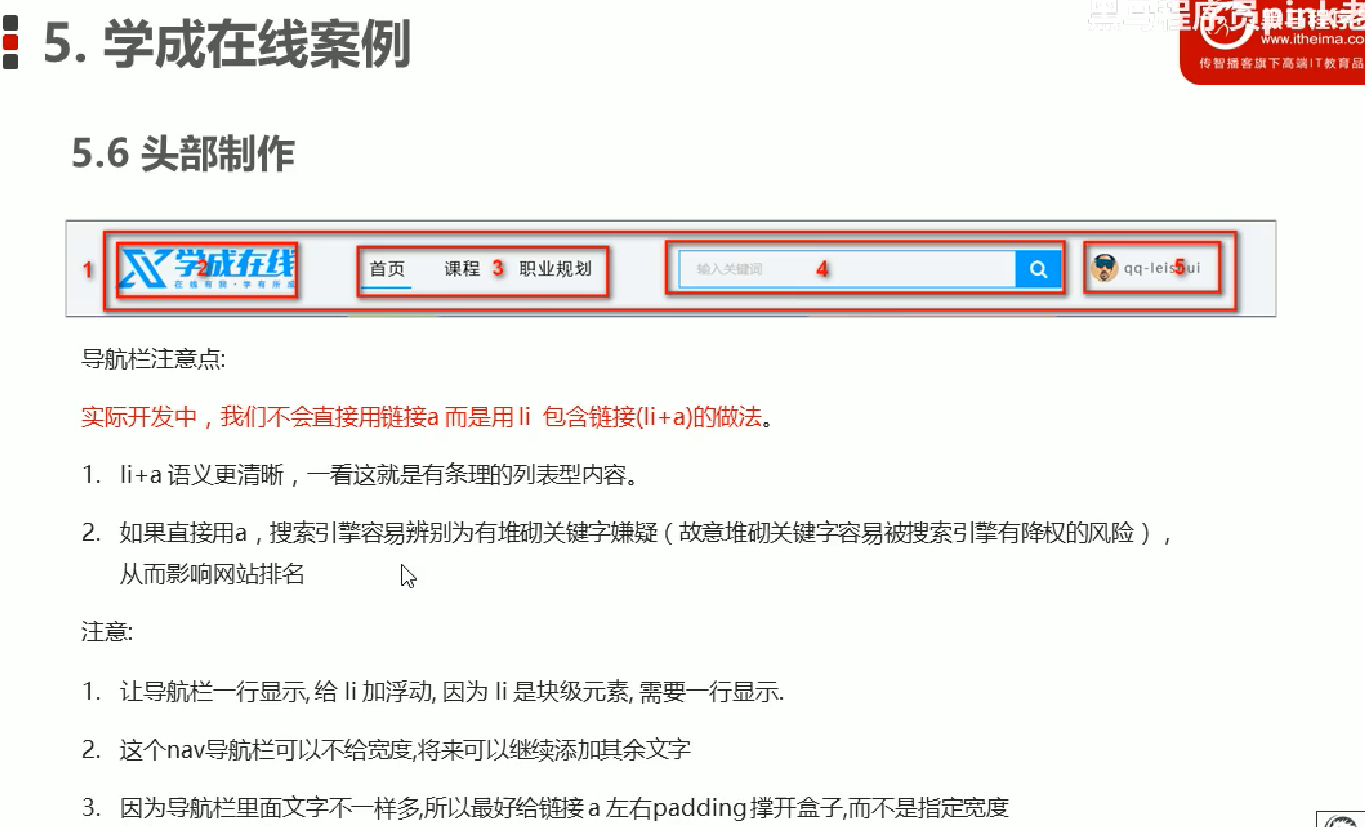 黑马程序员pink老
www.itheima.co
传智播客旗下高端IT教育品
5. 学成在线案例
5.6 头部制作
1
学成在线
2
首页
课程
3
职业规划
输入关键词
4
qq-leishui
5
导航栏注意点:
实际开发中，我们不会直接用链接a 而是用 li 包含链接(li+a)的做法。
1. li+a 语义更清晰，一看这就是有条理的列表型内容。
2. 如果直接用a，搜索引擎容易辨别为有堆砌关键字嫌疑（故意堆砌关键字容易被搜索引擎有降权的风险），
从而影响网站排名
注意:
1. 让导航栏一行显示, 给 li 加浮动, 因为 li 是块级元素, 需要一行显示.
2. 这个nav导航栏可以不给宽度,将来可以继续添加其余文字
3. 因为导航栏里面文字不一样多,所以最好给链接 a 左右padding 撑开盒子,而不是指定宽度